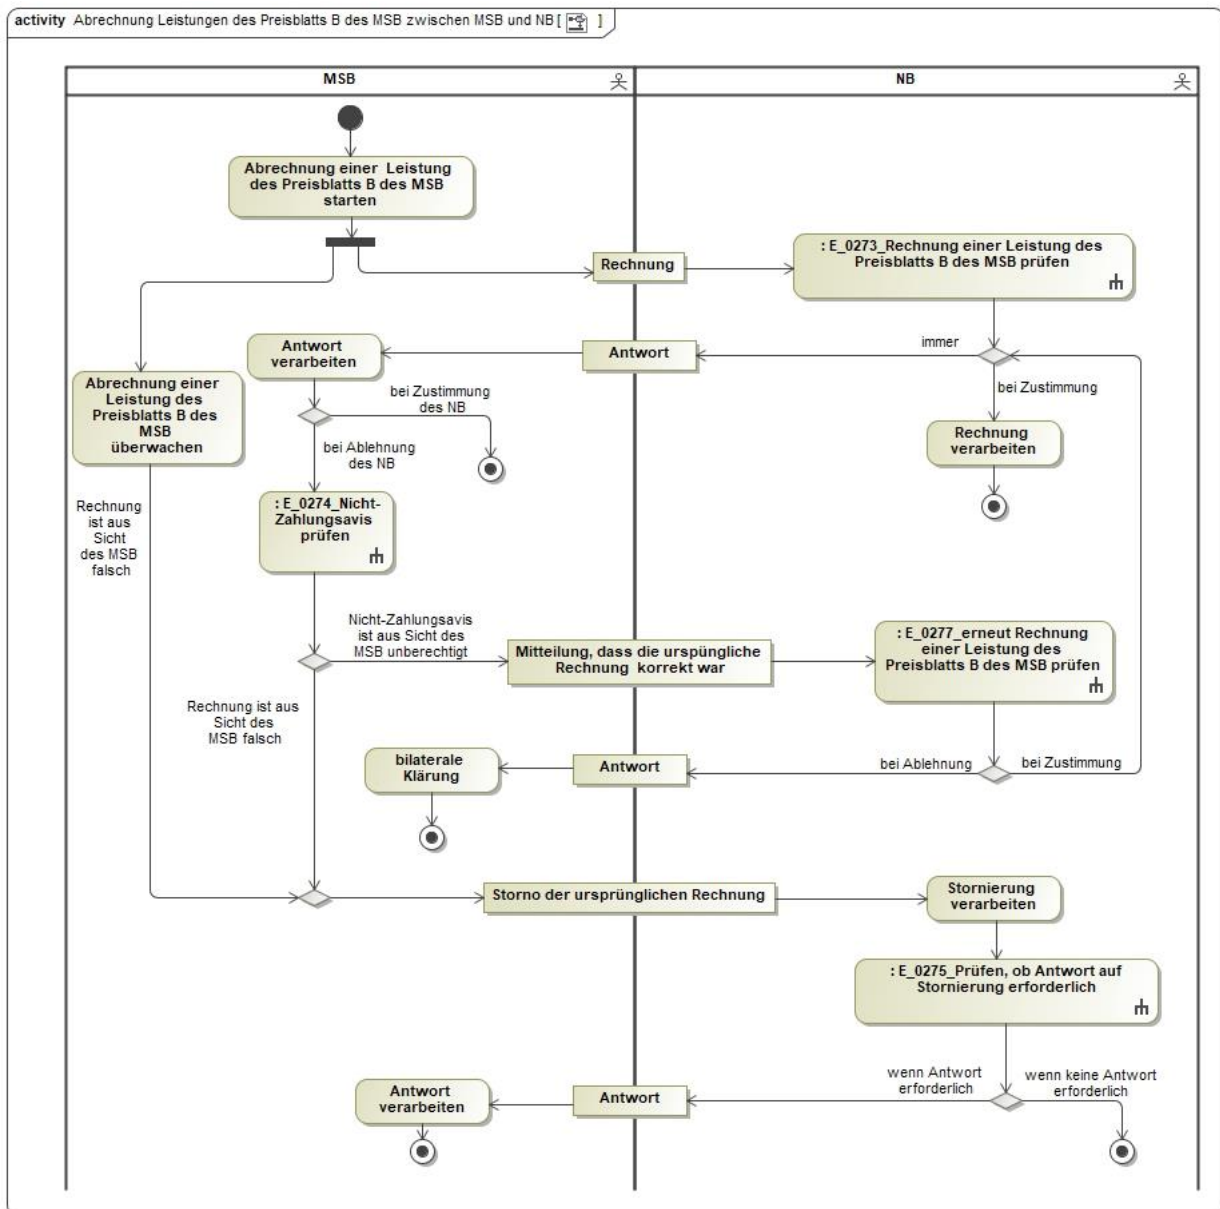 activity Abrechnung Leistungen des Preisblatts B des MSB zwischen MSB und NB [ ]
MSB
NB
Abrechnung einer Leistung
des Preisblatts B des MSB
starten
Rechnung
: E_0273_Rechnung einer Leistung des
Preisblatts B des MSB prüfen
immer
Antwort
Antwort
verarbeiten
bei Zustimmung
Abrechnung einer
Leistung des
Preisblatts B des
MSB
überwachen
bei Zustimmung
des NB
Rechnung
verarbeiten
bei Ablehnung
des NB
Rechnung
ist aus
Sicht
des MSB
falsch
: E_0274_Nicht-
Zahlungsavis
prüfen
Nicht-Zahlungsavis
ist aus Sicht des
MSB unberechtigt
Mitteilung, dass die urspüngliche
Rechnung korrekt war
: E_0277_erneut Rechnung
einer Leistung des
Preisblatts B des MSB prüfen
Rechnung ist aus
Sicht des
MSB falsch
bilaterale
Klärung
Antwort
bei Ablehnung
bei Zustimmung
Storno der ursprünglichen Rechnung
Stornierung
verarbeiten
: E_0275_Prüfen, ob Antwort auf
Stornierung erforderlich
wenn Antwort
erforderlich
wenn keine Antwort
erforderlich
Antwort
Antwort
verarbeiten